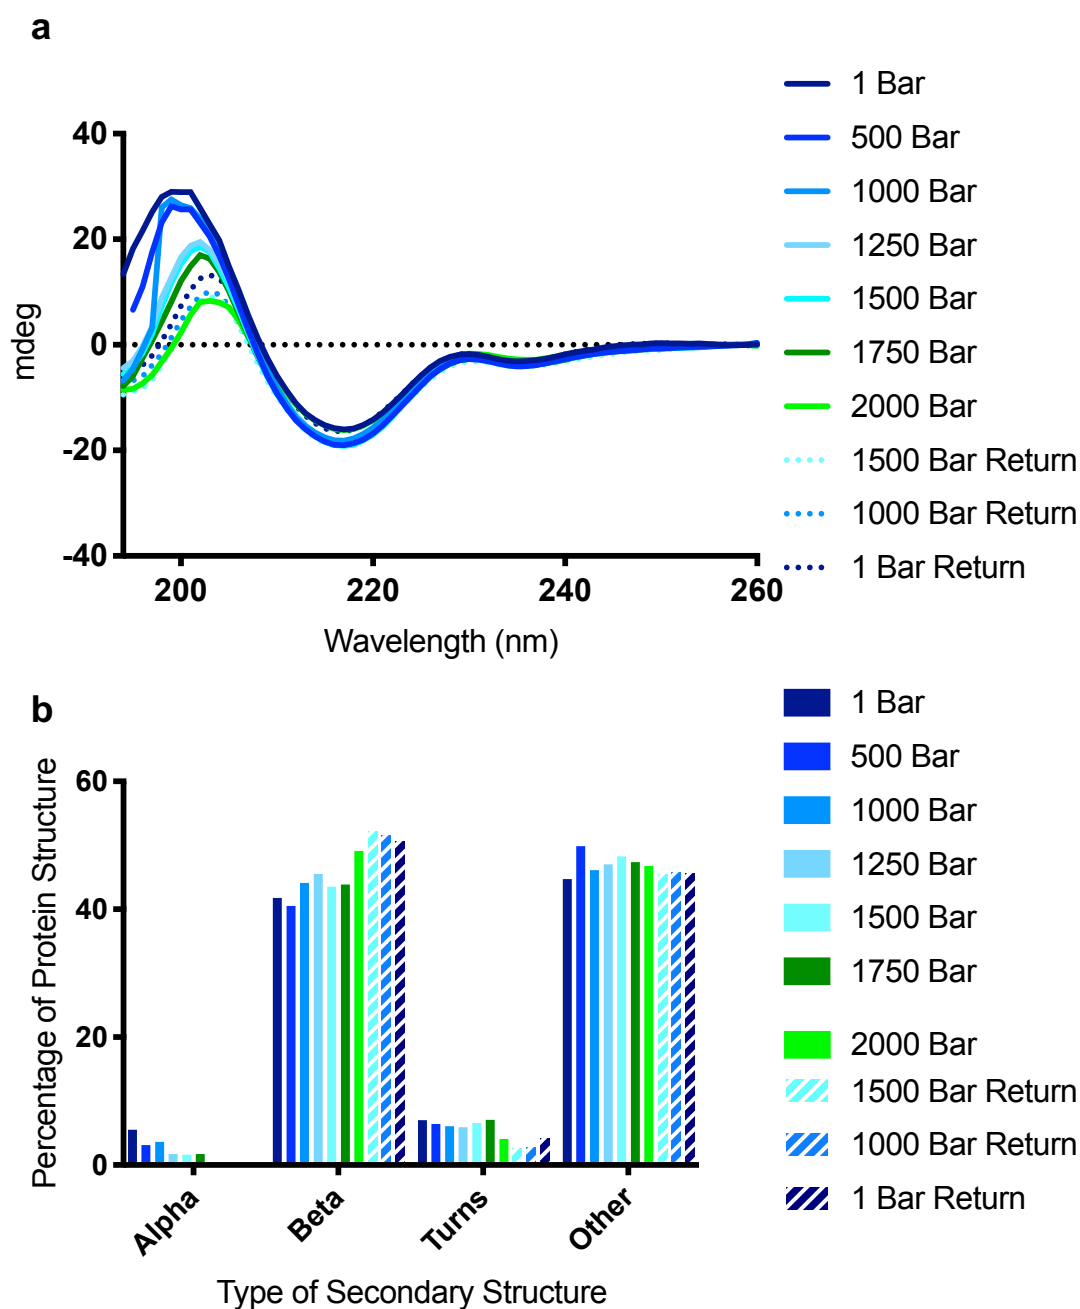 a
40
20
0
-20
-40
mdeg
200
220
240
260
Wavelength (nm)
1 Bar
500 Bar
1000 Bar
1250 Bar
1500 Bar
1750 Bar
2000 Bar
1500 Bar Return
1000 Bar Return
1 Bar Return
b
60
40
20
0
Percentage of Protein Structure
Alpha
Beta
Turns
Other
Type of Secondary Structure
1 Bar
500 Bar
1000 Bar
1250 Bar
1500 Bar
1750 Bar
2000 Bar
1500 Bar Return
1000 Bar Return
1 Bar Return